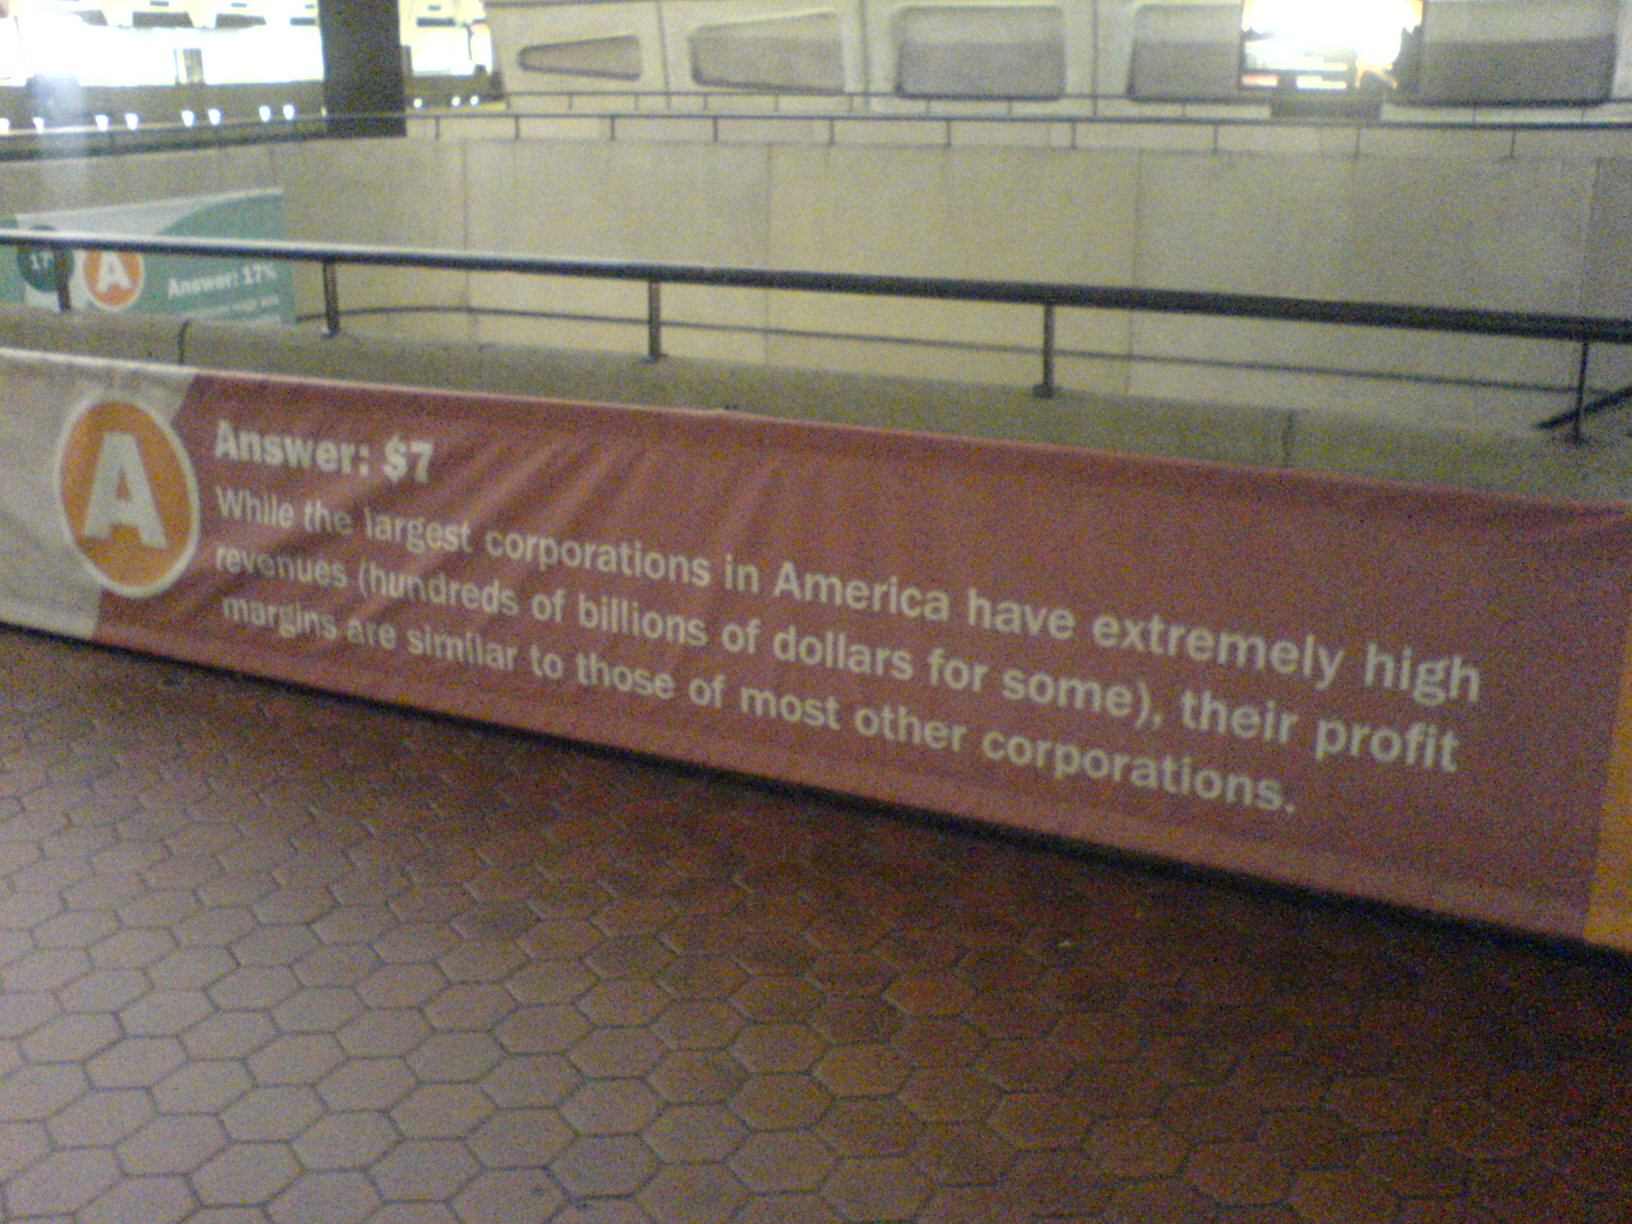 17
A
Answer: 17%
A
Answer: $7
While the largest corporations in America have extremely high
revenues (hundreds of billions of dollars for some), their profit
margins are similar to those of most other corporations.